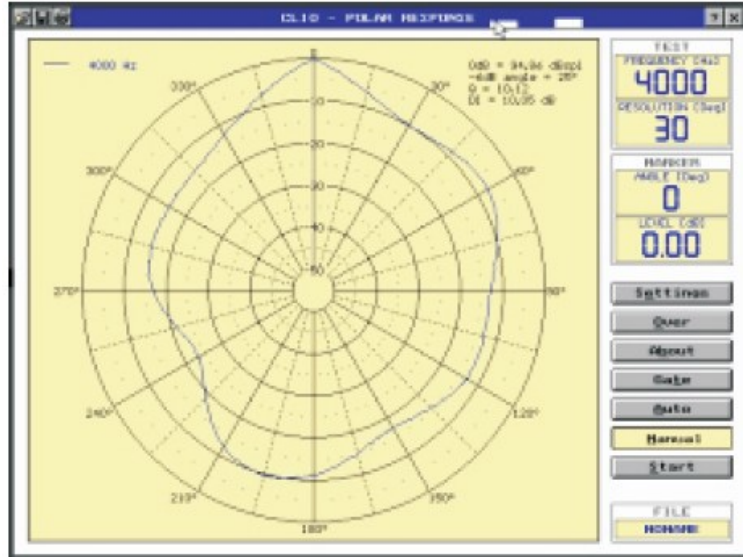 CLIO - POLAR RESPONSE
? x
4000 Hz
0dB = 94,84 dBspl
-6dB angle = 25°
Q = 10,12
DI = 10,05 dB
0
30°
60°
90°
120°
150°
180°
210°
240°
270°
300°
330°
10
20
30
40
50
TEST
FREQUENCY [Hz]
4000
RESOLUTION [Deg]
30
MARKER
ANGLE [Deg]
0
LEVEL [dB]
0.00
Settings
Over
About
Gate
Auto
Manual
Start
FILE
NONAME